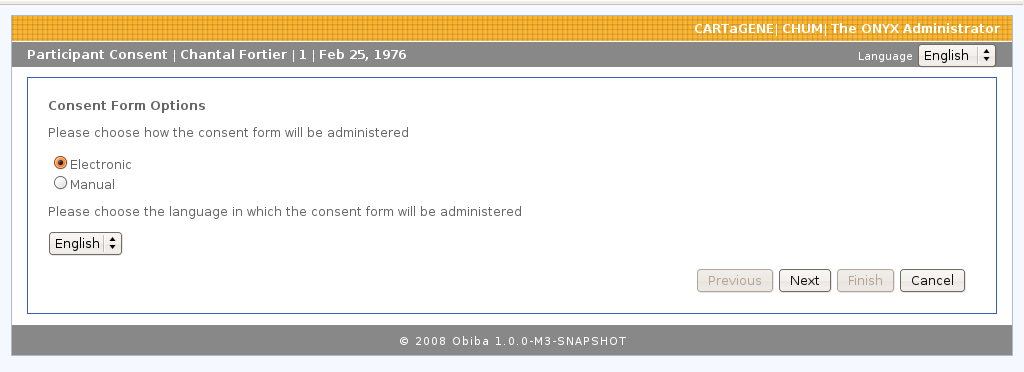 CARTaGENE| CHUM| The ONYX Administrator
Participant Consent | Chantal Fortier | 1 | Feb 25, 1976
Language English
Consent Form Options
Please choose how the consent form will be administered
Electronic
Manual
Please choose the language in which the consent form will be administered
English
Previous Next Finish Cancel
© 2008 Obiba 1.0.0-M3-SNAPSHOT